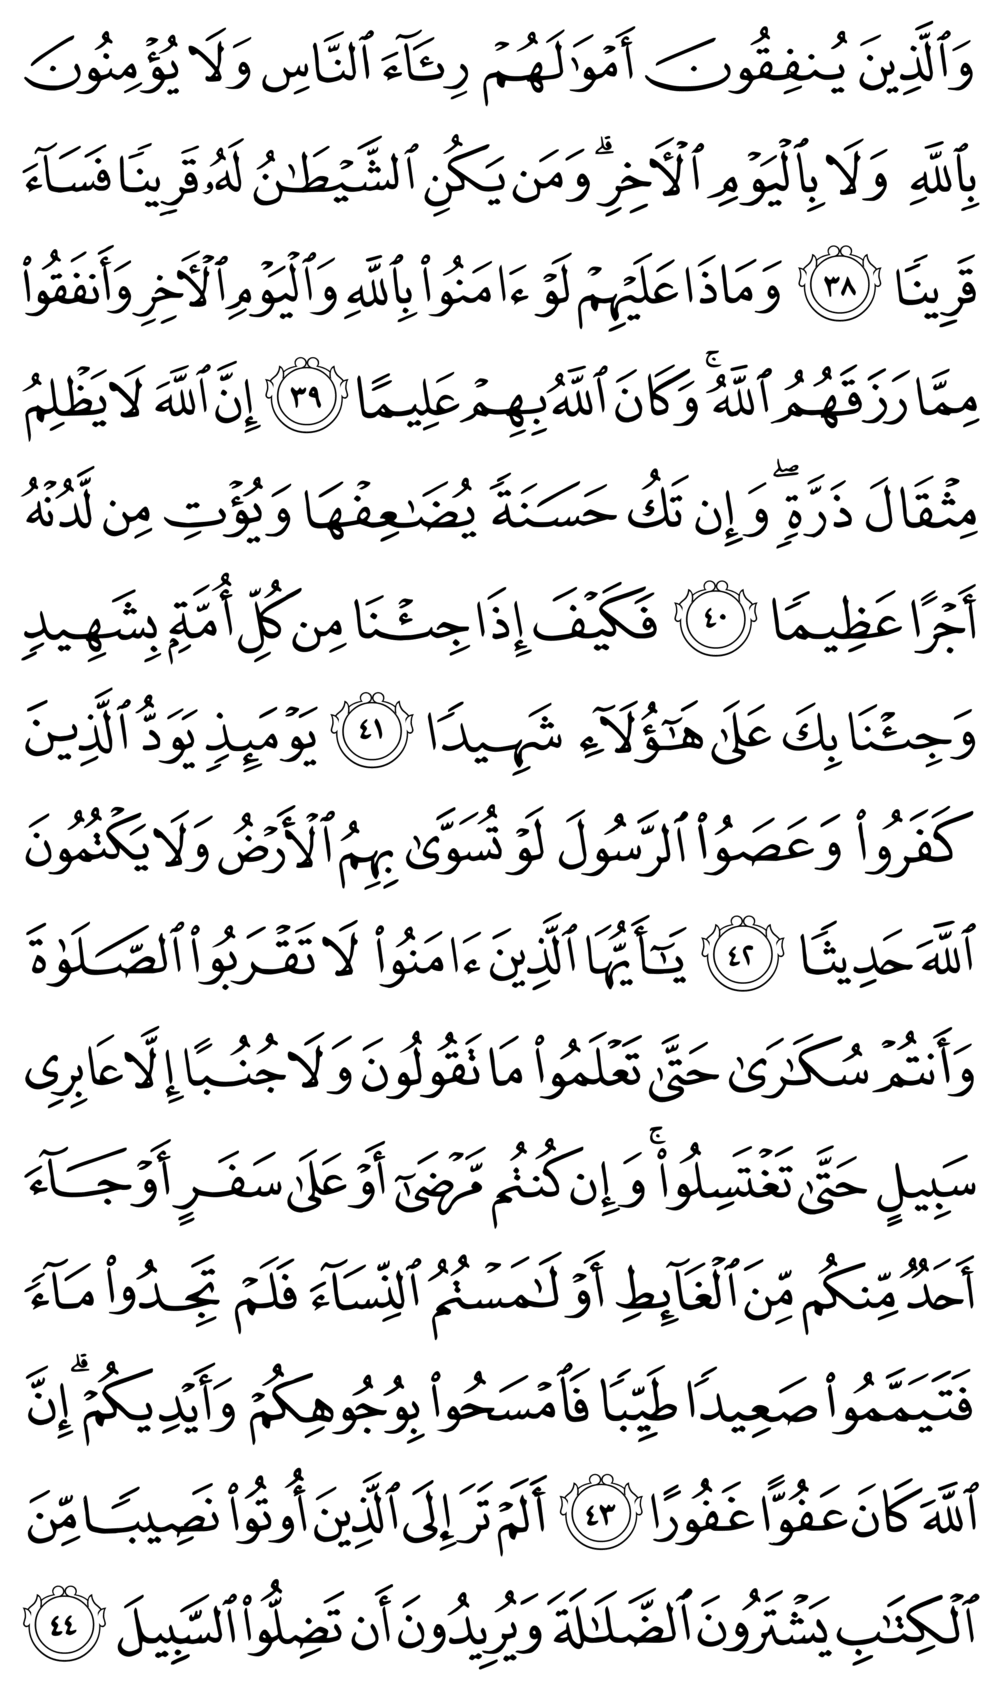 وَٱلَّذِينَ يُنفِقُونَ أَمۡوَٰلَهُمۡ رِئَآءَ ٱلنَّاسِ وَلَا يُؤۡمِنُونَ
بِٱللَّهِ وَلَا بِٱلۡيَوۡمِ ٱلۡأٓخِرِۗ وَمَن يَكُنِ ٱلشَّيۡطَٰنُ لَهُۥ قَرِينٗا فَسَآءَ
قَرِينٗا ٣٨ وَمَاذَا عَلَيۡهِمۡ لَوۡ ءَامَنُواْ بِٱللَّهِ وَٱلۡيَوۡمِ ٱلۡأٓخِرِ وَأَنفَقُواْ
مِمَّا رَزَقَهُمُ ٱللَّهُۚ وَكَانَ ٱللَّهُ بِهِمۡ عَلِيمًا ٣٩ إِنَّ ٱللَّهَ لَا يَظۡلِمُ
مِثۡقَالَ ذَرَّةٖۖ وَإِن تَكُ حَسَنَةٗ يُضَٰعِفۡهَا وَيُؤۡتِ مِن لَّدُنۡهُ
أَجۡرًا عَظِيمٗا ٤٠ فَكَيۡفَ إِذَا جِئۡنَا مِن كُلِّ أُمَّةِۭ بِشَهِيدٖ
وَجِئۡنَا بِكَ عَلَىٰ هَٰٓؤُلَآءِ شَهِيدٗا ٤١ يَوۡمَئِذٖ يَوَدُّ ٱلَّذِينَ
كَفَرُواْ وَعَصَوُاْ ٱلرَّسُولَ لَوۡ تُسَوَّىٰ بِهِمُ ٱلۡأَرۡضُ وَلَا يَكۡتُمُونَ
ٱللَّهَ حَدِيثٗا ٤٢ يَٰٓأَيُّهَا ٱلَّذِينَ ءَامَنُواْ لَا تَقۡرَبُواْ ٱلصَّلَوٰةَ
وَأَنتُمۡ سُكَٰرَىٰ حَتَّىٰ تَعۡلَمُواْ مَا تَقُولُونَ وَلَا جُنُبًا إِلَّا عَابِرِي
سَبِيلٍ حَتَّىٰ تَغۡتَسِلُواْۚ وَإِن كُنتُم مَّرۡضَىٰٓ أَوۡ عَلَىٰ سَفَرٍ أَوۡ جَآءَ
أَحَدٞ مِّنكُم مِّنَ ٱلۡغَآئِطِ أَوۡ لَٰمَسۡتُمُ ٱلنِّسَآءَ فَلَمۡ تَجِدُواْ مَآءٗ
فَتَيَمَّمُواْ صَعِيدٗا طَيِّبٗا فَٱمۡسَحُواْ بِوُجُوهِكُمۡ وَأَيۡدِيكُمۡۗ إِنَّ
ٱللَّهَ كَانَ عَفُوًّا غَفُورًا ٤٣ أَلَمۡ تَرَ إِلَى ٱلَّذِينَ أُوتُواْ نَصِيبٗا مِّنَ
ٱلۡكِتَٰبِ يَشۡتَرُونَ ٱلضَّلَٰلَةَ وَيُرِيدُونَ أَن تَضِلُّواْ ٱلسَّبِيلَ ٤٤